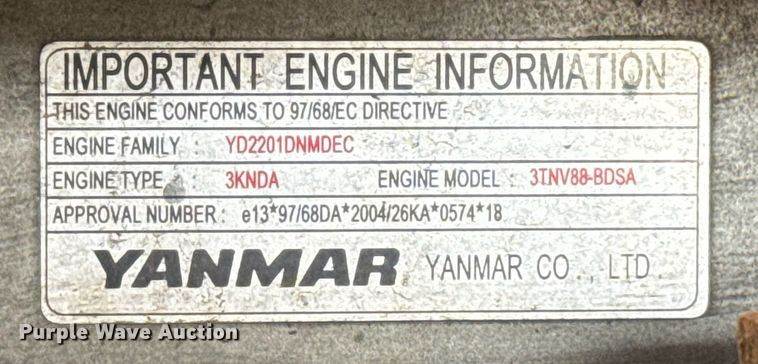 IMPORTANT ENGINE INFORMATION
THIS ENGINE CONFORMS TO 97/68/EC DIRECTIVE
ENGINE FAMILY : YD2201DNMDEC
ENGINE TYPE : 3KNDA ENGINE MODEL : 3TNV88-BDSA
APPROVAL NUMBER : e13*97/68DA*2004/26KA*0574*18
YANMAR YANMAR CO., LTD.
Purple Wave Auction